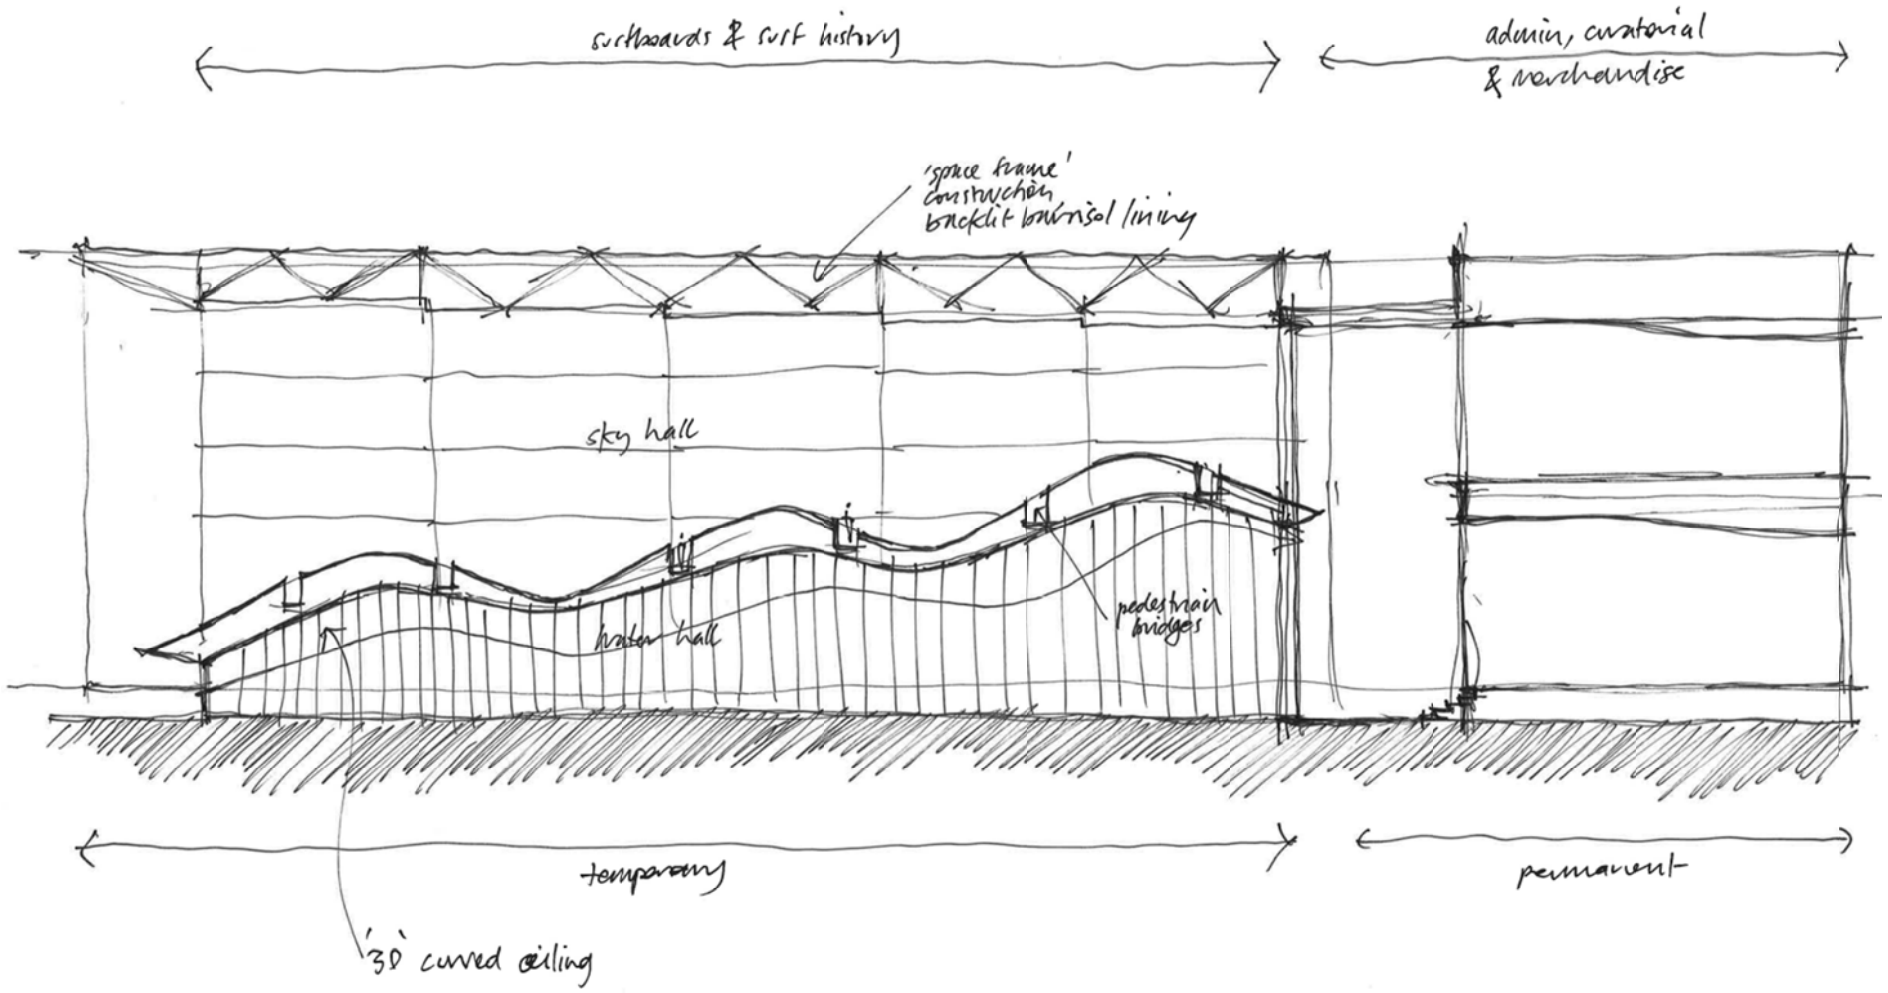 surfboards & surf history
admin, curatorial
& merchandise
'space frame'
construction
backlit barrisol lining
sky hall
water hall
pedestrian
bridges
temporary
permanent
'3D' curved ceiling